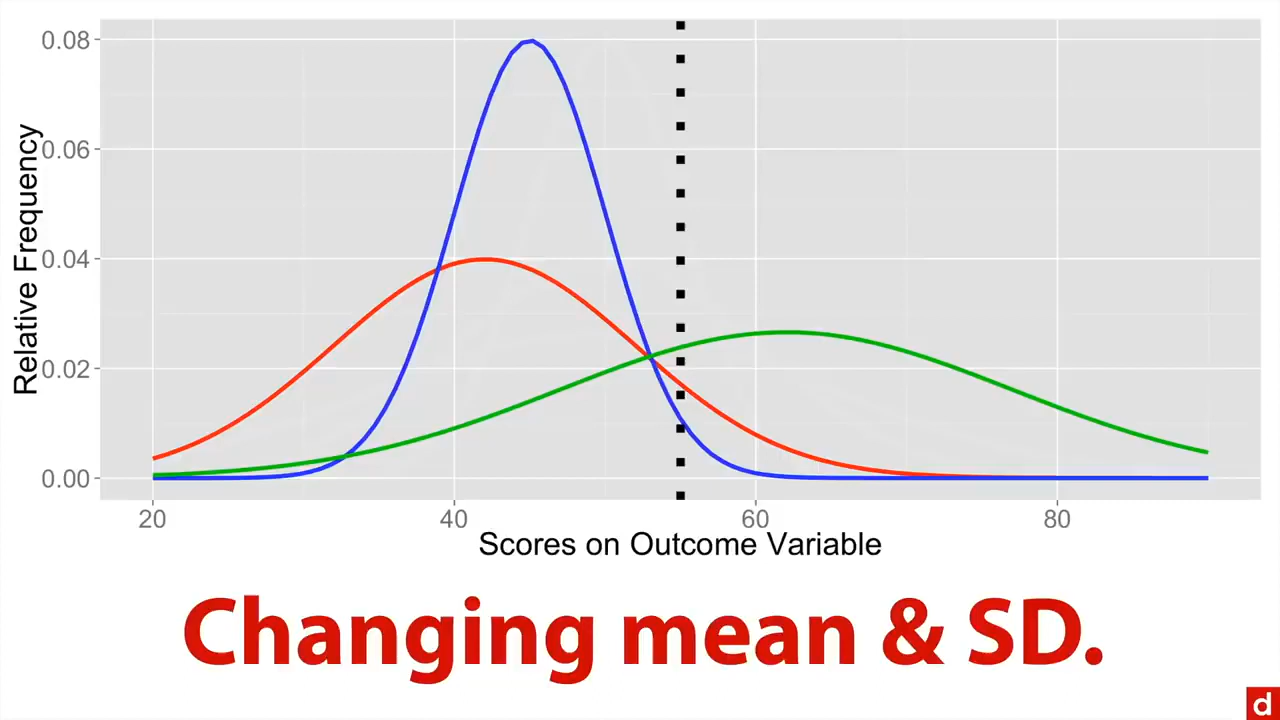 0.08
0.06
0.04
0.02
0.00
Relative Frequency
20 40 60 80
Scores on Outcome Variable
Changing mean & SD.
d